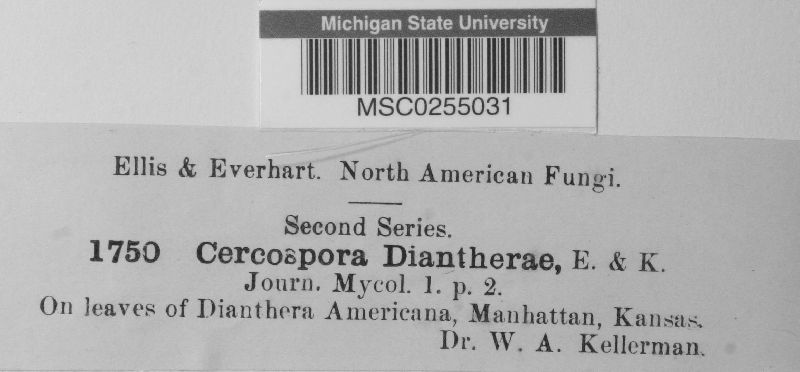 Michigan State University
MSC0255031
Ellis & Everhart. North American Fungi.
Second Series.
1750 Cercospora Diantherae, E. & K.
Journ. Mycol. 1. p. 2.
On leaves of Dianthera Americana, Manhattan, Kansas.
Dr. W. A. Kellerman.